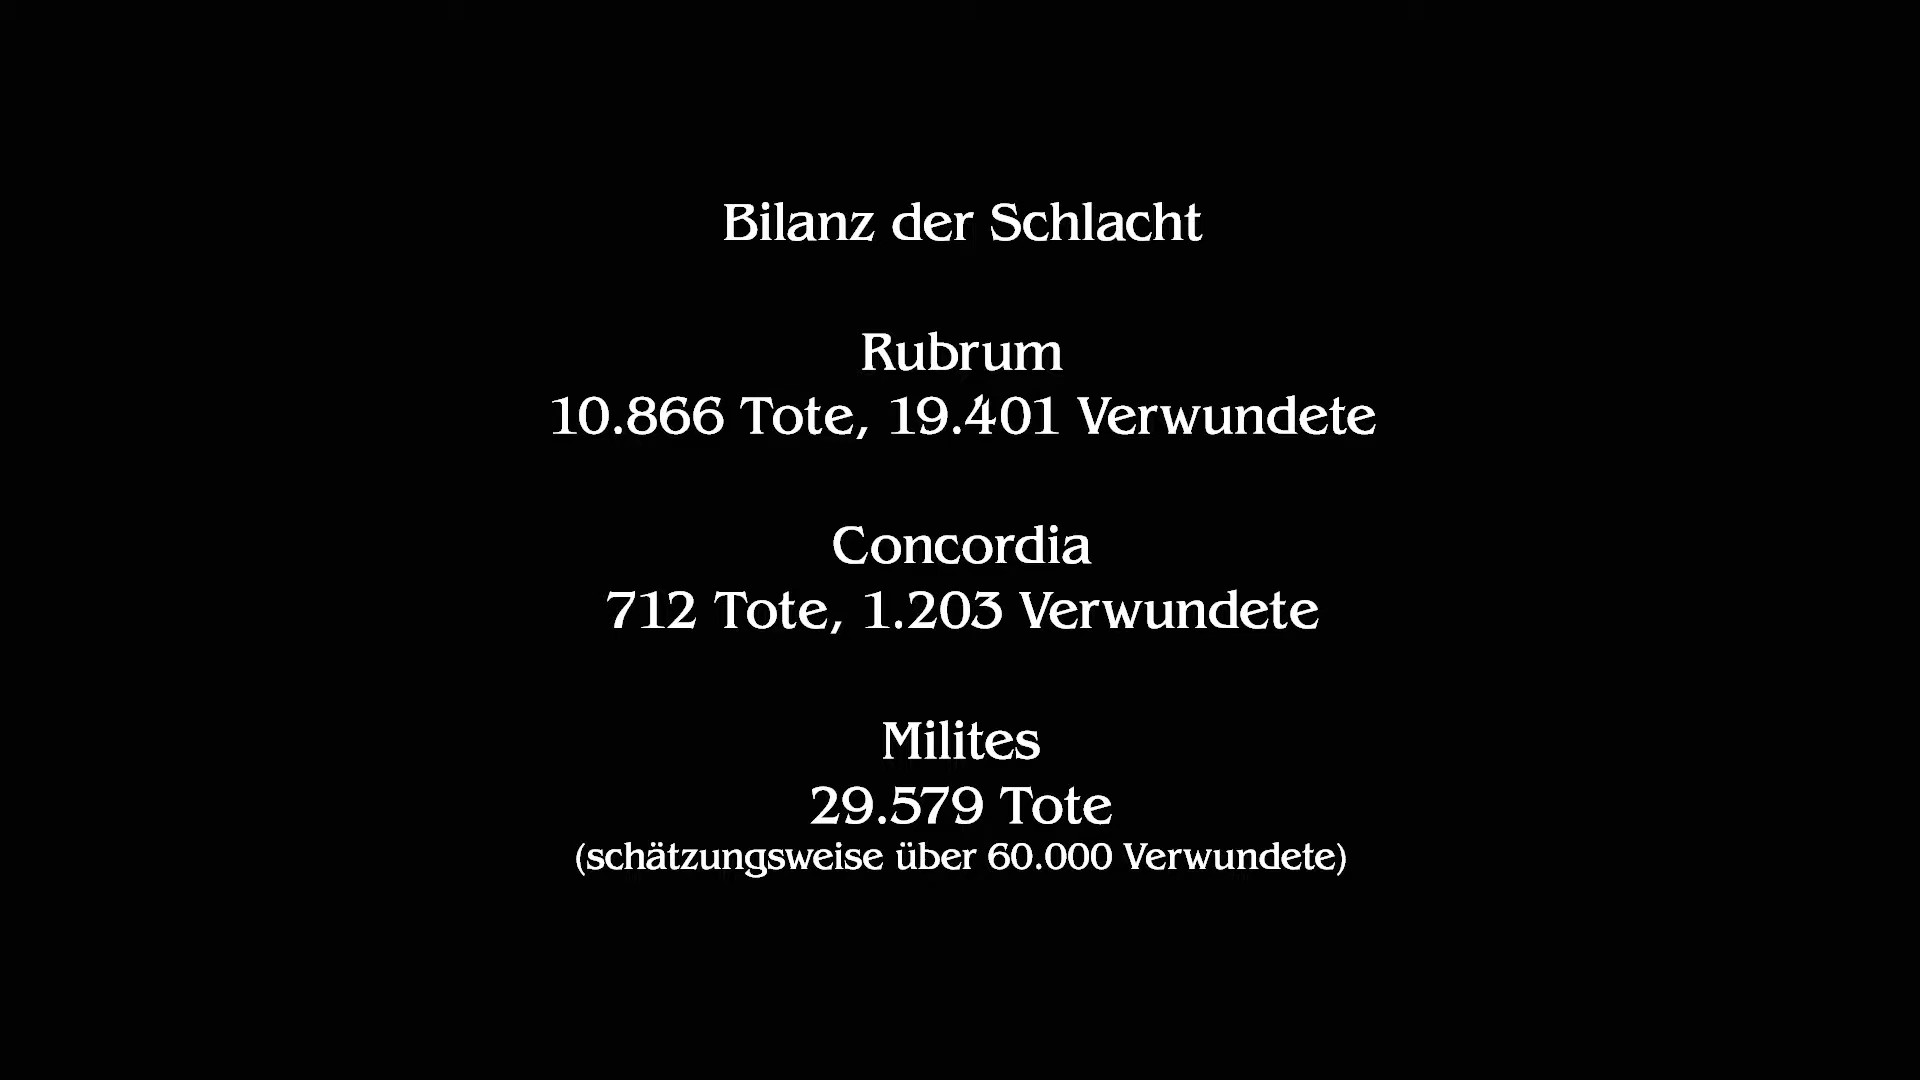 Bilanz der Schlacht
Rubrum
10.866 Tote, 19.401 Verwundete
Concordia
712 Tote, 1.203 Verwundete
Milites
29.579 Tote
(schätzungsweise über 60.000 Verwundete)